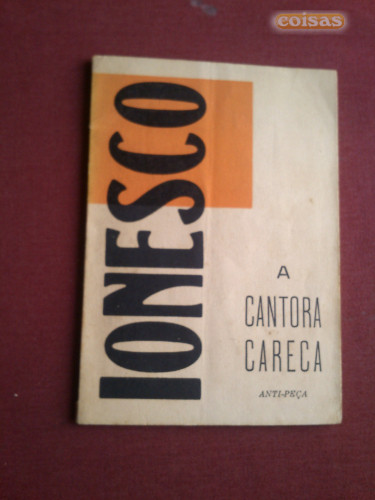 coisas
IONESCO
A
CANTORA
CARECA
ANTI-PEÇA